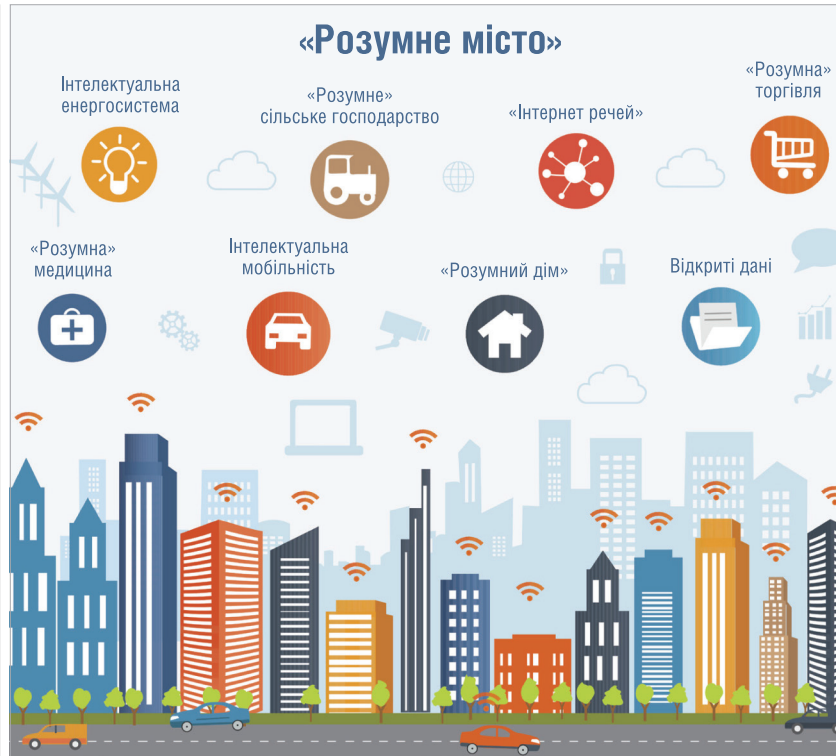 «Розумне місто»
Інтелектуальна
енергосистема
«Розумне»
сільське господарство
«Інтернет речей»
«Розумна»
торгівля
«Розумна»
медицина
Інтелектуальна
мобільність
«Розумний дім»
Відкриті дані